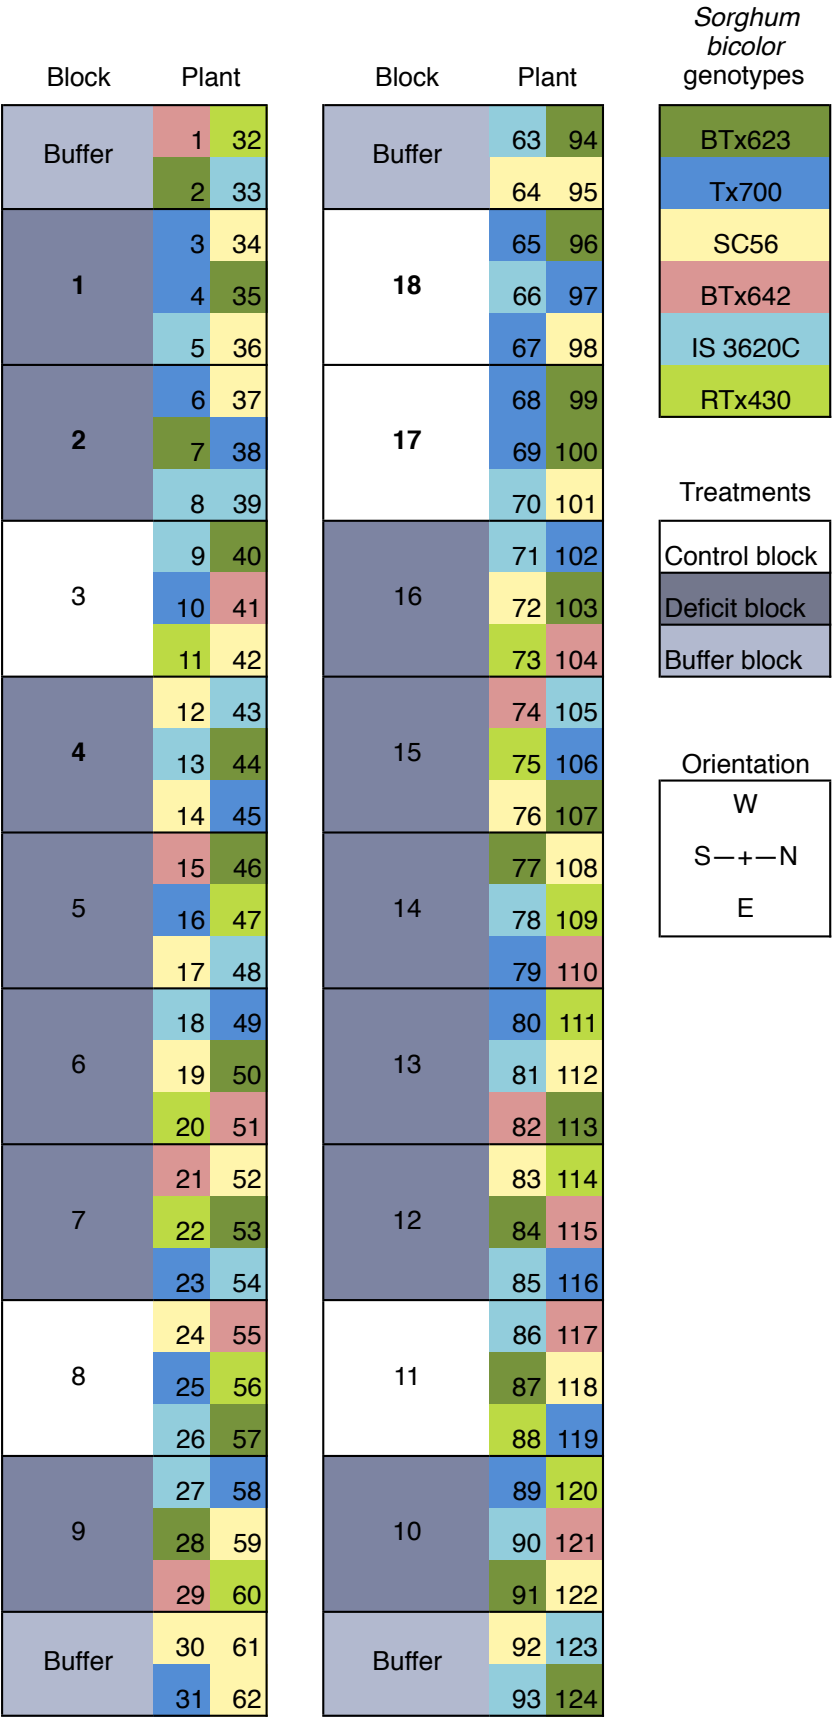 Block Plant
Buffer 1 32
2 33
1 3 34
4 35
5 36
2 6 37
7 38
8 39
3 9 40
10 41
11 42
4 12 43
13 44
14 45
5 15 46
16 47
17 48
6 18 49
19 50
20 51
7 21 52
22 53
23 54
8 24 55
25 56
26 57
9 27 58
28 59
29 60
Buffer 30 61
31 62
Block Plant
Buffer 63 94
64 95
18 65 96
66 97
67 98
17 68 99
69 100
70 101
16 71 102
72 103
73 104
15 74 105
75 106
76 107
14 77 108
78 109
79 110
13 80 111
81 112
82 113
12 83 114
84 115
85 116
11 86 117
87 118
88 119
10 89 120
90 121
91 122
Buffer 92 123
93 124
Sorghum
bicolor
genotypes
BTx623
Tx700
SC56
BTx642
IS 3620C
RTx430
Treatments
Control block
Deficit block
Buffer block
Orientation
W
S—+—N
E